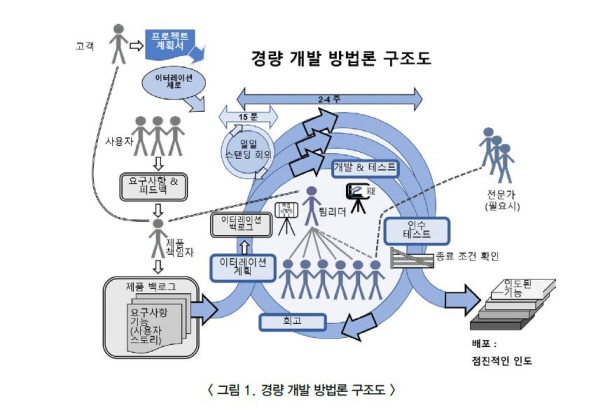 고객
프로젝트
계획서
경량 개발 방법론 구조도
이터레이션
제로
2-4 주
15 분
사용자
일일
스탠딩 회의
개발 & 테스트
요구사항 &
피드백
팀리더
전문가
(필요시)
이터레이션
백로그
인수
테스트
제품
책임자
이터레이션
계획
종료 조건 확인
제품 백로그
요구사항
기능
(사용자
스토리)
회고
인도된
기능
배포 :
점진적인 인도
< 그림 1. 경량 개발 방법론 구조도 >